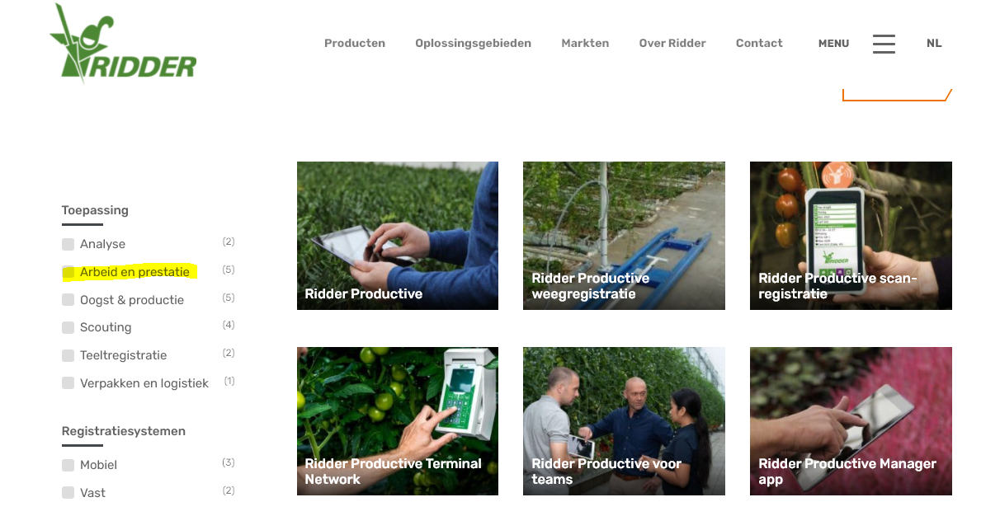 RIDDER
Producten
Oplossingsgebieden
Markten
Over Ridder
Contact
MENU
NL
Toepassing
Analyse (2)
Arbeid en prestatie (5)
Oogst & productie (5)
Scouting (4)
Teeltregistratie (2)
Verpakken en logistiek (1)
Registratiesystemen
Mobiel (3)
Vast (2)
Ridder Productive
Ridder Productive
weegregistratie
Ridder Productive scan-
registratie
RIDDER
Ridder Productive Terminal
Network
Ridder Productive voor
teams
Ridder Productive Manager
app